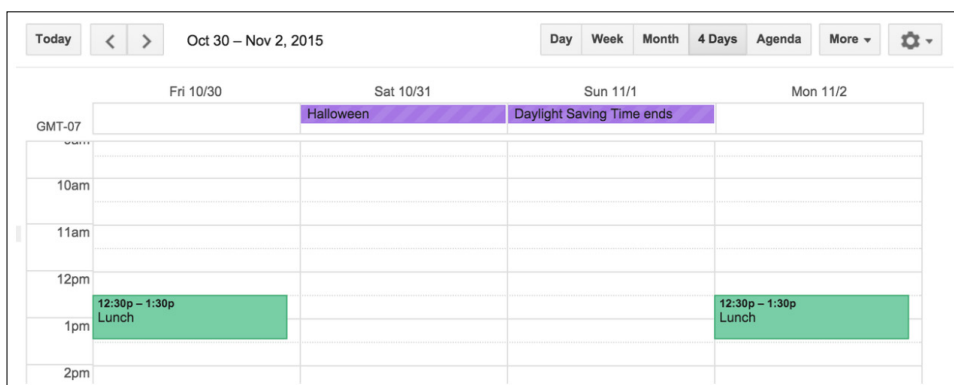 Today Oct 30 – Nov 2, 2015 Day Week Month 4 Days Agenda More
Fri 10/30 Sat 10/31 Sun 11/1 Mon 11/2
Halloween Daylight Saving Time ends
GMT-07
10am
11am
12pm
12:30p – 1:30p 12:30p – 1:30p
Lunch Lunch
1pm
2pm